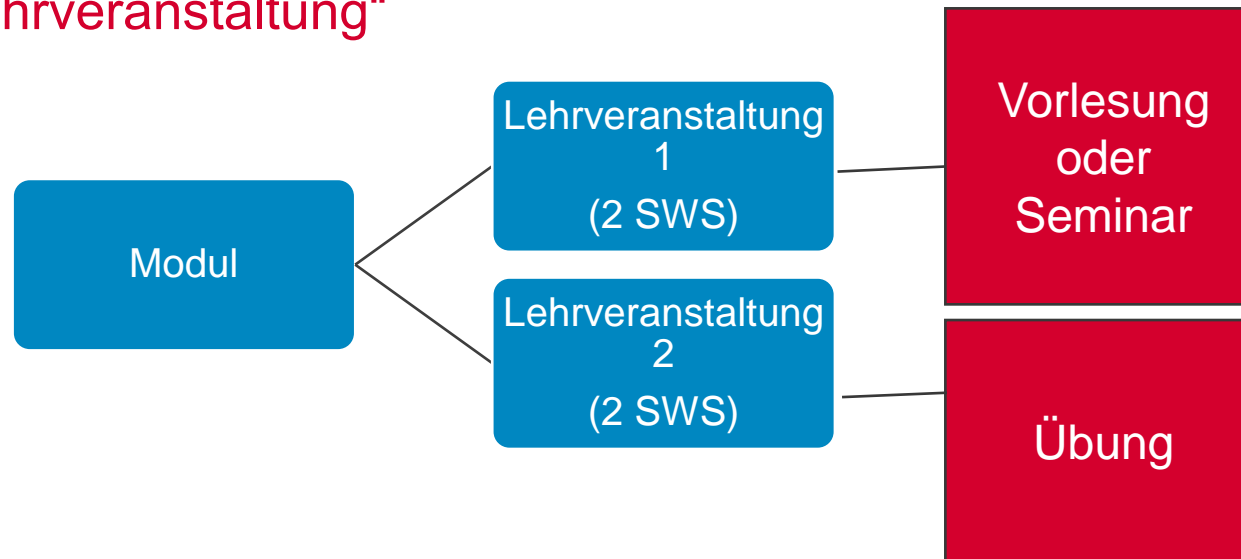 hrveranstaltung“
Modul
Lehrveranstaltung
1
(2 SWS)
Lehrveranstaltung
2
(2 SWS)
Vorlesung
oder
Seminar
Übung